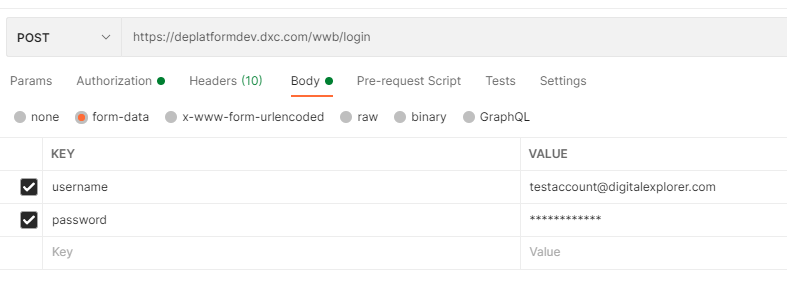 POST https://deplatformdev.dxc.com/wwb/login
Params Authorization Headers (10) Body Pre-request Script Tests Settings
none form-data x-www-form-urlencoded raw binary GraphQL
KEY VALUE
username testaccount@digitalexplorer.com
password ************
Key Value